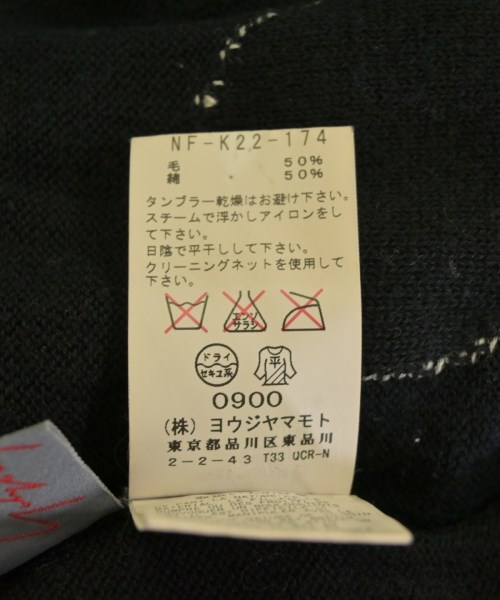 NF-K22-174
毛 50%
綿 50%
タンブラー乾燥はお避け下さい。
スチームで浮かしアイロンをし
て下さい。
日陰で平干しして下さい。
クリーニングネットを使用して
下さい。
エンソ
サラシ
ドライ 平
セキユ系
0900
(株) ヨウジヤマモト
東京都品川区東品川
2-2-43 T33 UCR-N